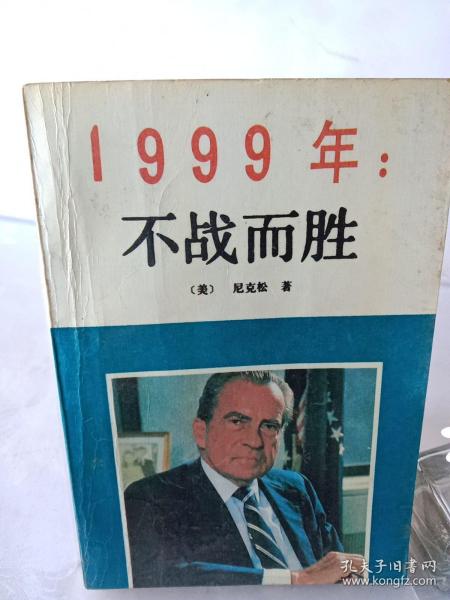 1999年：
不战而胜
〔美〕 尼克松 著
孔夫子旧书网
www.kongfz.com